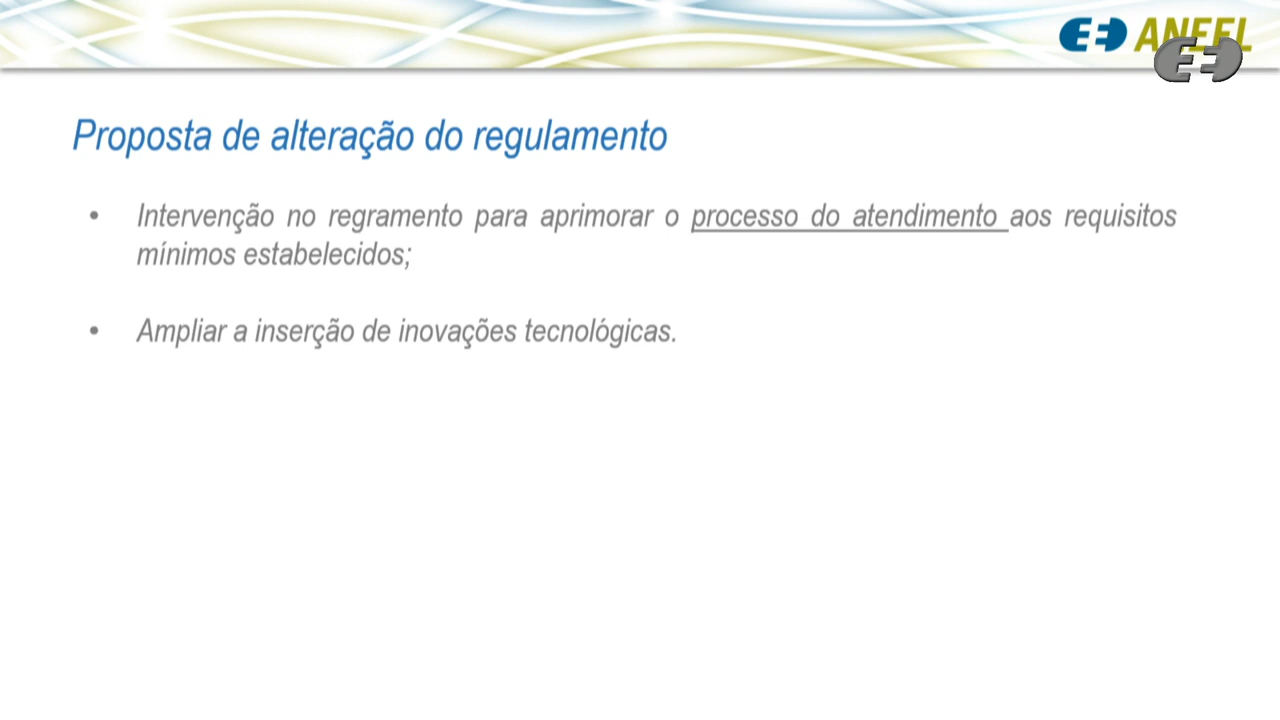 ANEEL
Proposta de alteração do regulamento
• Intervenção no regramento para aprimorar o processo do atendimento aos requisitos
mínimos estabelecidos;
• Ampliar a inserção de inovações tecnológicas.